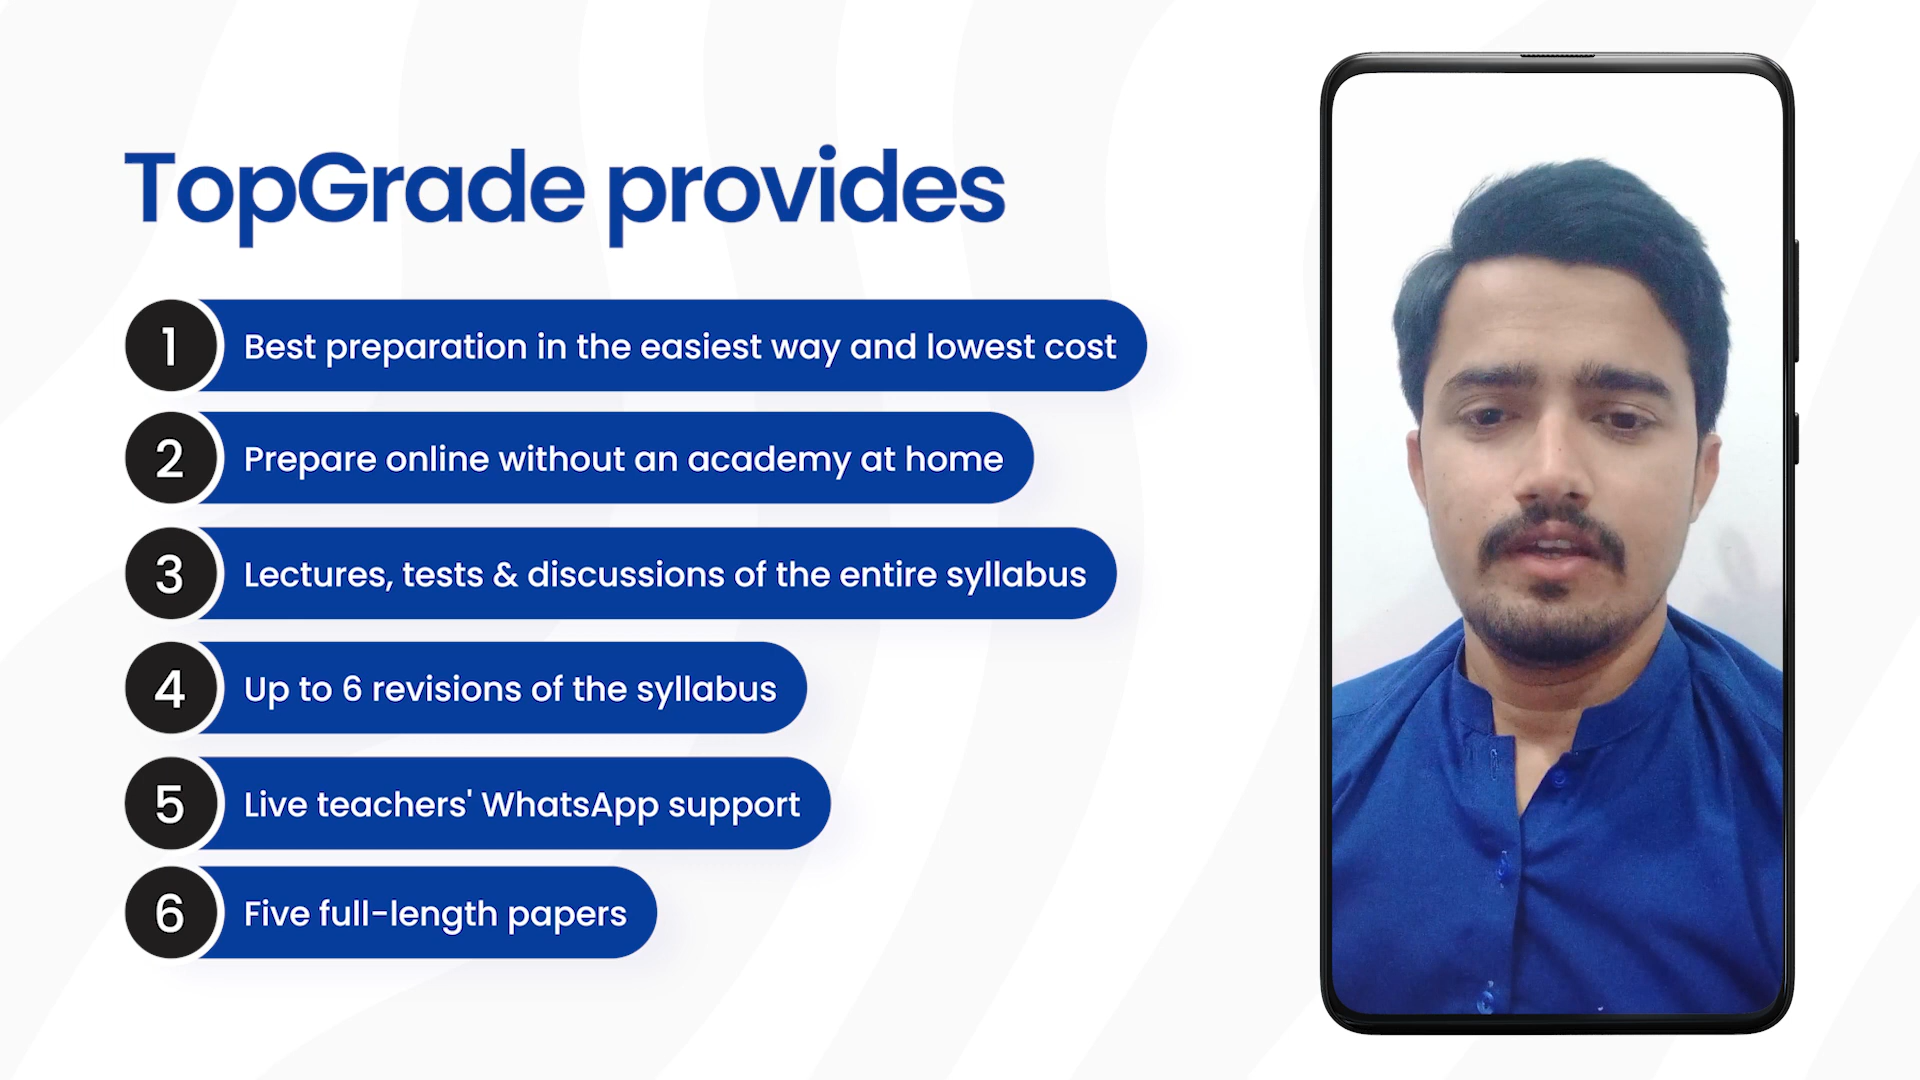 TopGrade provides
1 Best preparation in the easiest way and lowest cost
2 Prepare online without an academy at home
3 Lectures, tests & discussions of the entire syllabus
4 Up to 6 revisions of the syllabus
5 Live teachers' WhatsApp support
6 Five full-length papers